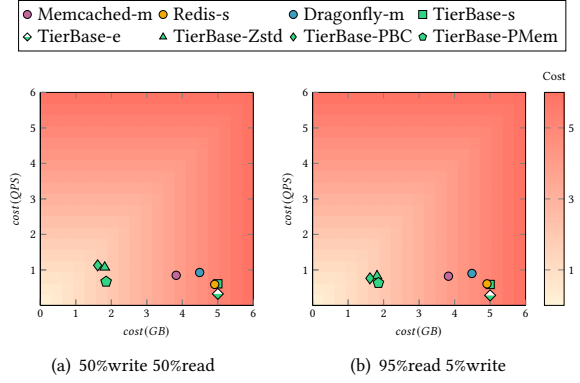 Memcached-m Redis-s Dragonfly-m TierBase-s
TierBase-e TierBase-Zstd TierBase-PBC TierBase-PMem
Cost
6
5
4
3
2
1
cost(QPS)
0 1 2 3 4 5 6
cost(GB)
(a) 50%write 50%read
6
5
4
3
2
1
cost(QPS)
0 1 2 3 4 5 6
cost(GB)
(b) 95%read 5%write
5
3
1